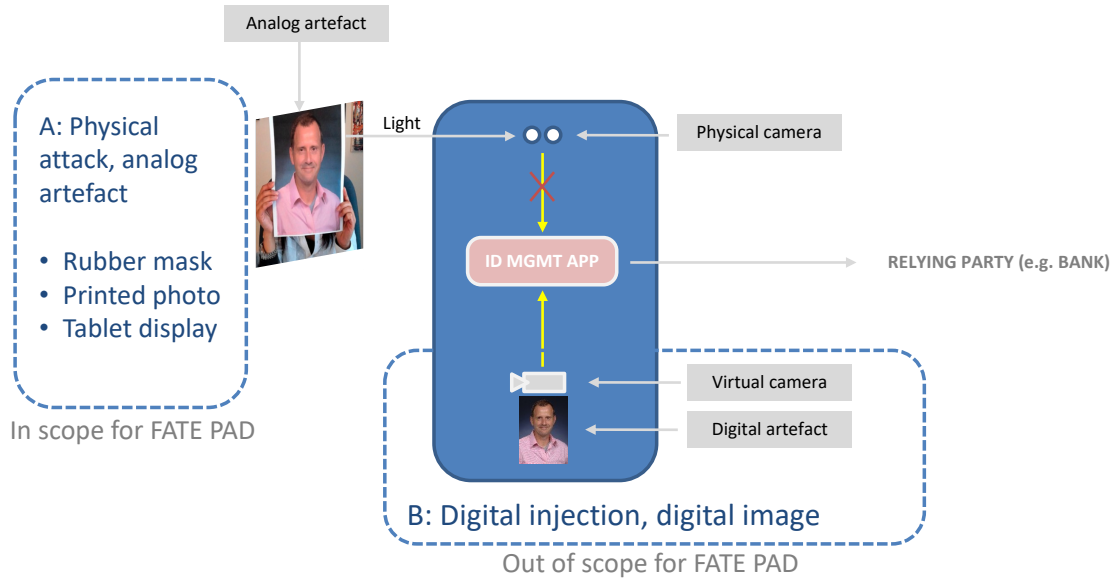 Analog artefact
A: Physical
attack, analog
artefact
• Rubber mask
• Printed photo
• Tablet display
In scope for FATE PAD
Light
Physical camera
ID MGMT APP
RELYING PARTY (e.g. BANK)
Virtual camera
Digital artefact
B: Digital injection, digital image
Out of scope for FATE PAD